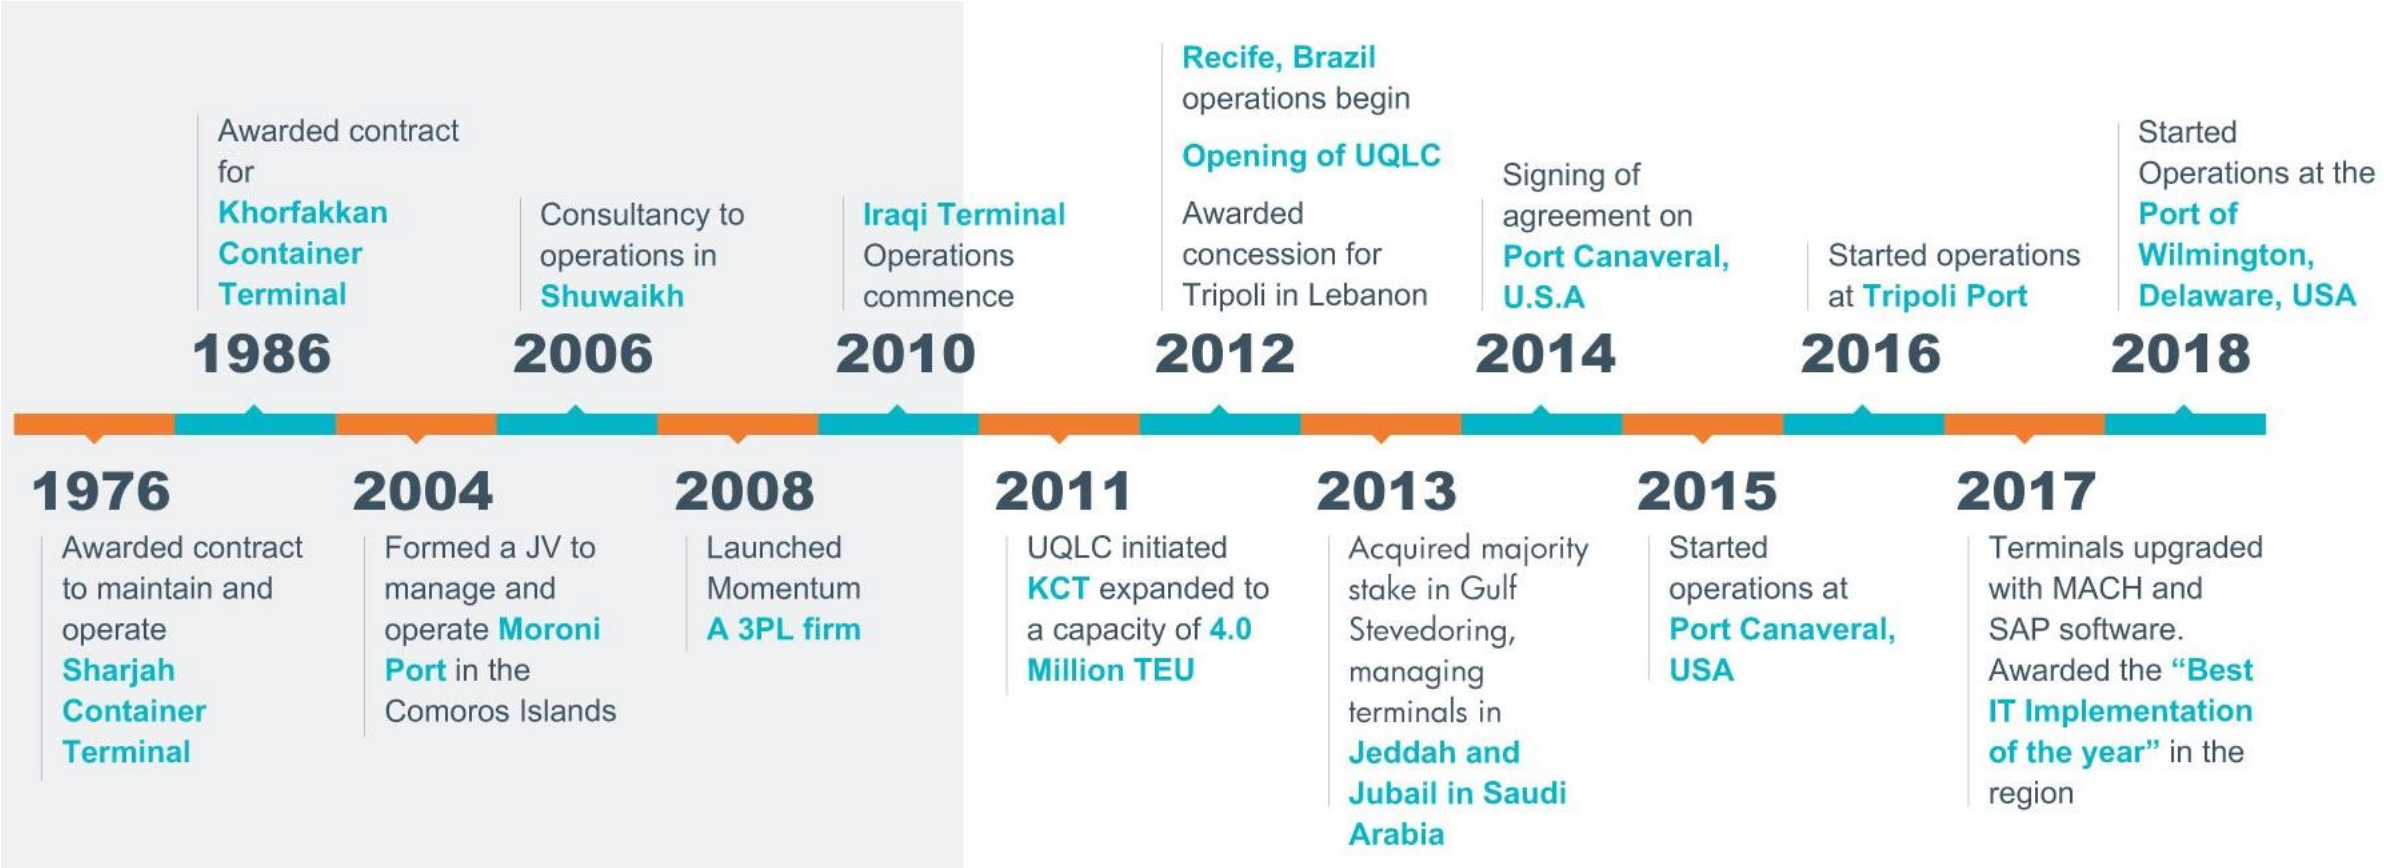 Awarded contract
for
Khorfakkan
Container
Terminal
1986
Consultancy to
operations in
Shuwaikh
2006
Iraqi Terminal
Operations
commence
2010
Recife, Brazil
operations begin
Opening of UQLC
Awarded
concession for
Tripoli in Lebanon
2012
Signing of
agreement on
Port Canaveral,
U.S.A
2014
Started operations
at Tripoli Port
2016
Started
Operations at the
Port of
Wilmington,
Delaware, USA
2018
1976
Awarded contract
to maintain and
operate
Sharjah
Container
Terminal
2004
Formed a JV to
manage and
operate Moroni
Port in the
Comoros Islands
2008
Launched
Momentum
A 3PL firm
2011
UQLC initiated
KCT expanded to
a capacity of 4.0
Million TEU
2013
Acquired majority
stake in Gulf
Stevedoring,
managing
terminals in
Jeddah and
Jubail in Saudi
Arabia
2015
Started
operations at
Port Canaveral,
USA
2017
Terminals upgraded
with MACH and
SAP software.
Awarded the “Best
IT Implementation
of the year” in the
region